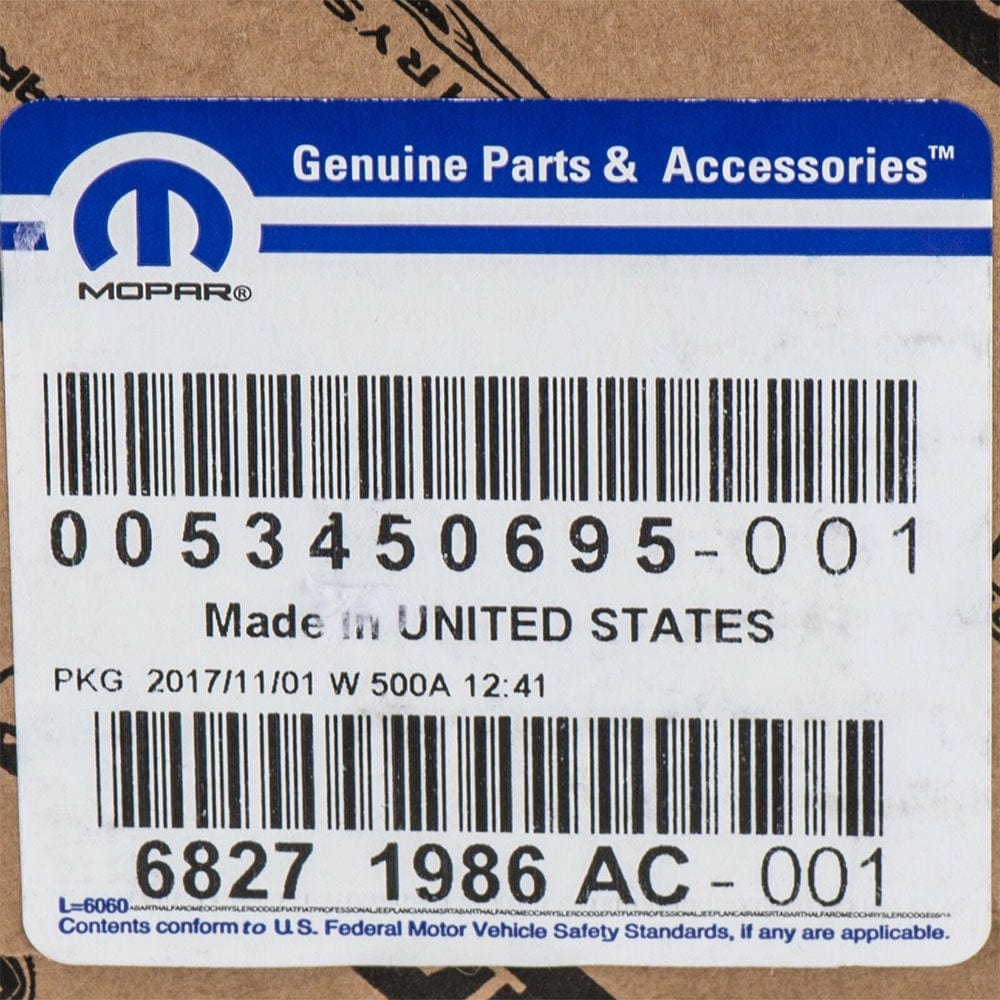 RYS
Genuine Parts & Accessories™
MOPAR®
0053450695-001
Made in UNITED STATES
PKG 2017/11/01 W 500A 12:41
6827 1986 AC-001
L=6060
Contents conform to U.S. Federal Motor Vehicle Safety Standards, if any are applicable.